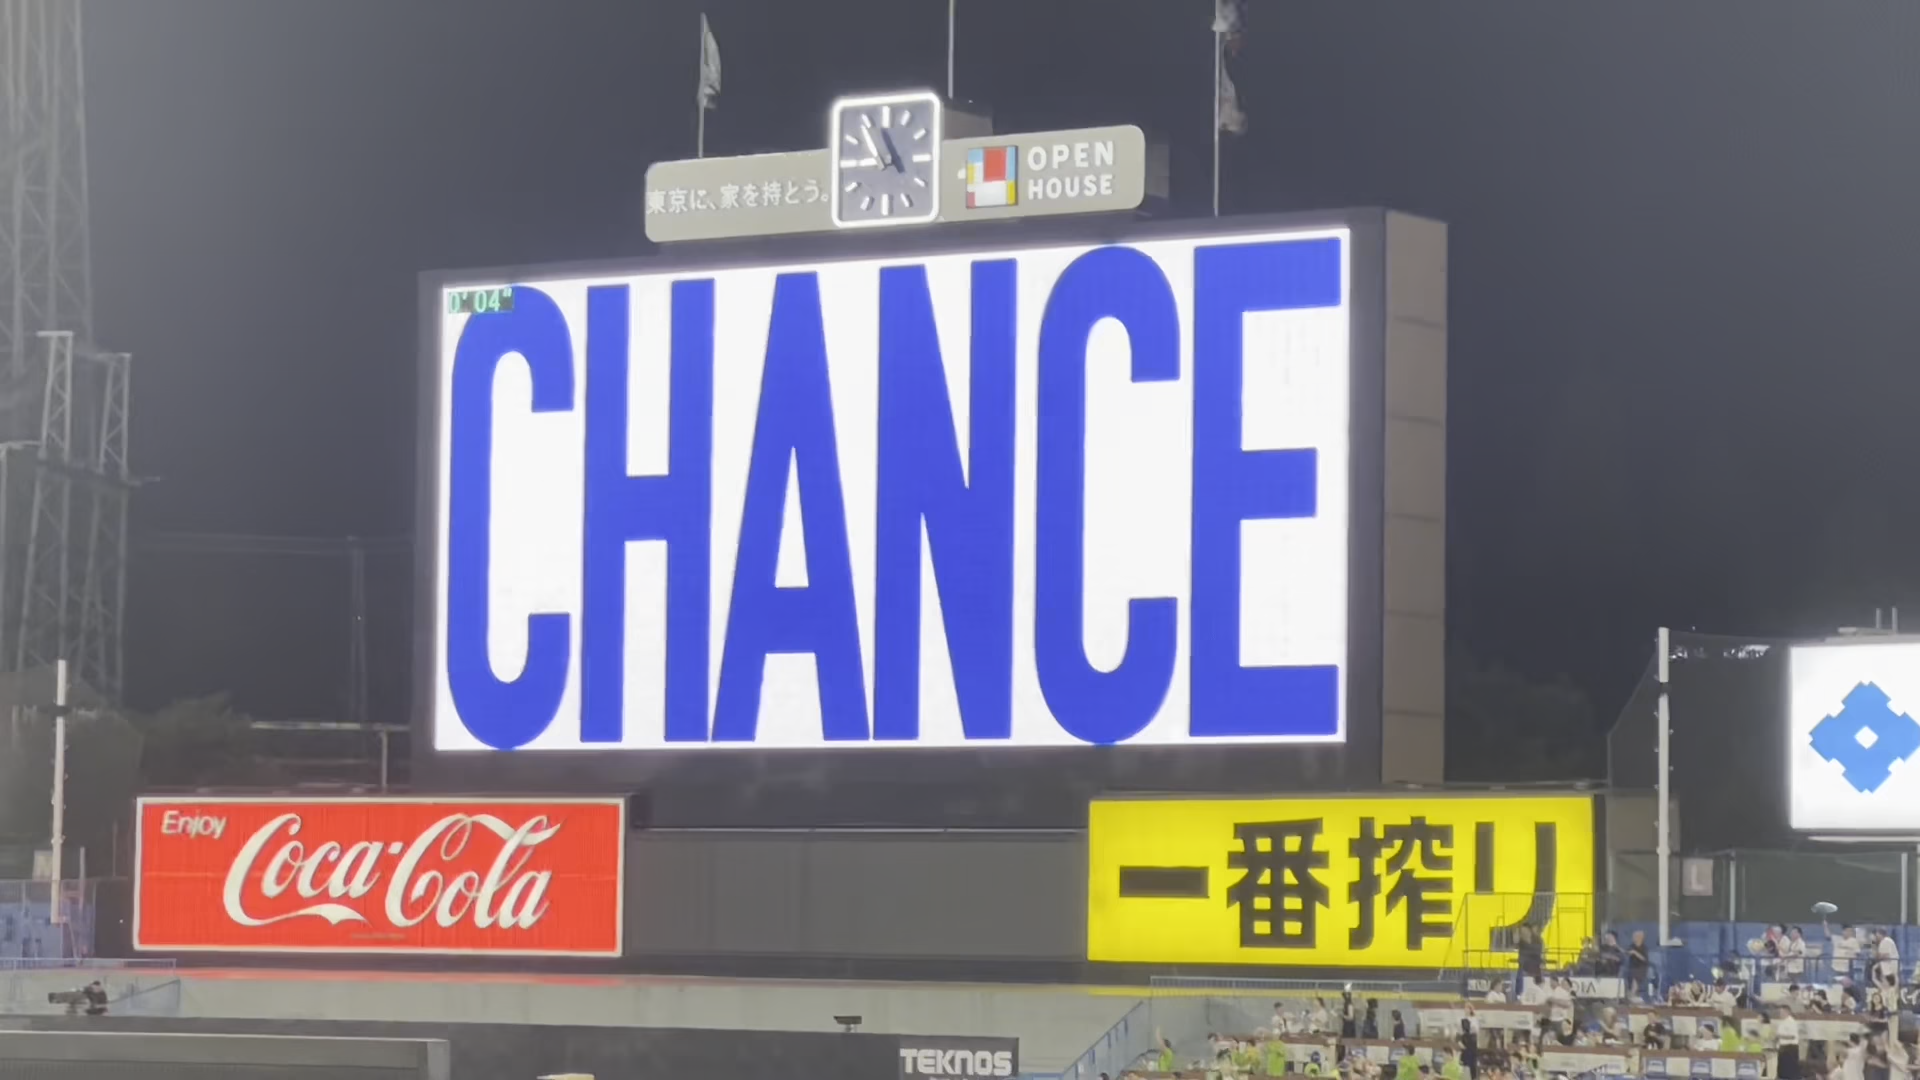 東京に、家を持とう。
OPEN
HOUSE
0' 04"
CHANCE
Enjoy
Coca-Cola
一番搾り
TEKNOS